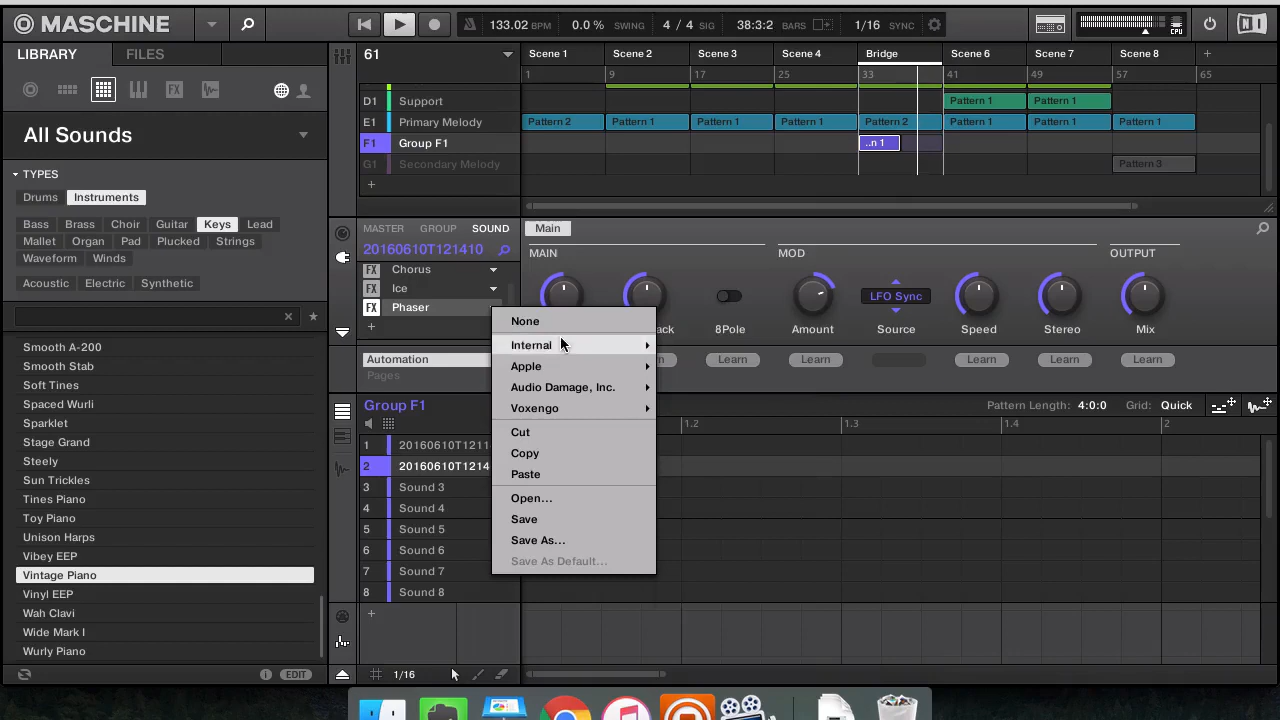 MASCHINE
133.02 BPM
0.0 % SWING
4 / 4 SIG
38:3:2 BARS
1/16 SYNC
CPU
LIBRARY FILES
61
Scene 1 Scene 2 Scene 3 Scene 4 Bridge Scene 6 Scene 7 Scene 8 +
1 9 17 25 33 41 49 57 65
D1 Support Pattern 1 Pattern 1
E1 Primary Melody Pattern 2 Pattern 1 Pattern 1 Pattern 1 Pattern 2 Pattern 1 Pattern 1 Pattern 1
F1 Group F1 ..n 1
G1 Secondary Melody Pattern 3
+
All Sounds
TYPES
Drums Instruments
Bass Brass Choir Guitar Keys Lead
Mallet Organ Pad Plucked Strings
Waveform Winds
Acoustic Electric Synthetic
Smooth A-200
Smooth Stab
Soft Tines
Spaced Wurli
Sparklet
Stage Grand
Steely
Sun Trickles
Tines Piano
Toy Piano
Unison Harps
Vibey EEP
Vintage Piano
Vinyl EEP
Wah Clavi
Wide Mark I
Wurly Piano
EDIT
MASTER GROUP SOUND
20160610T121410
FX Chorus
FX Ice
FX Phaser
+
Automation
Pages
Main
MAIN MOD OUTPUT
8Pole Amount Source Speed Stereo Mix
LFO Sync
Learn Learn Learn Learn Learn
None
Internal
Apple
Audio Damage, Inc.
Voxengo
Cut
Copy
Paste
Open...
Save
Save As...
Save As Default...
Group F1
Pattern Length: 4:0:0 Grid: Quick
1.2 1.3 1.4 2
1 20160610T1211
2 20160610T1214
3 Sound 3
4 Sound 4
5 Sound 5
6 Sound 6
7 Sound 7
8 Sound 8
+
1/16